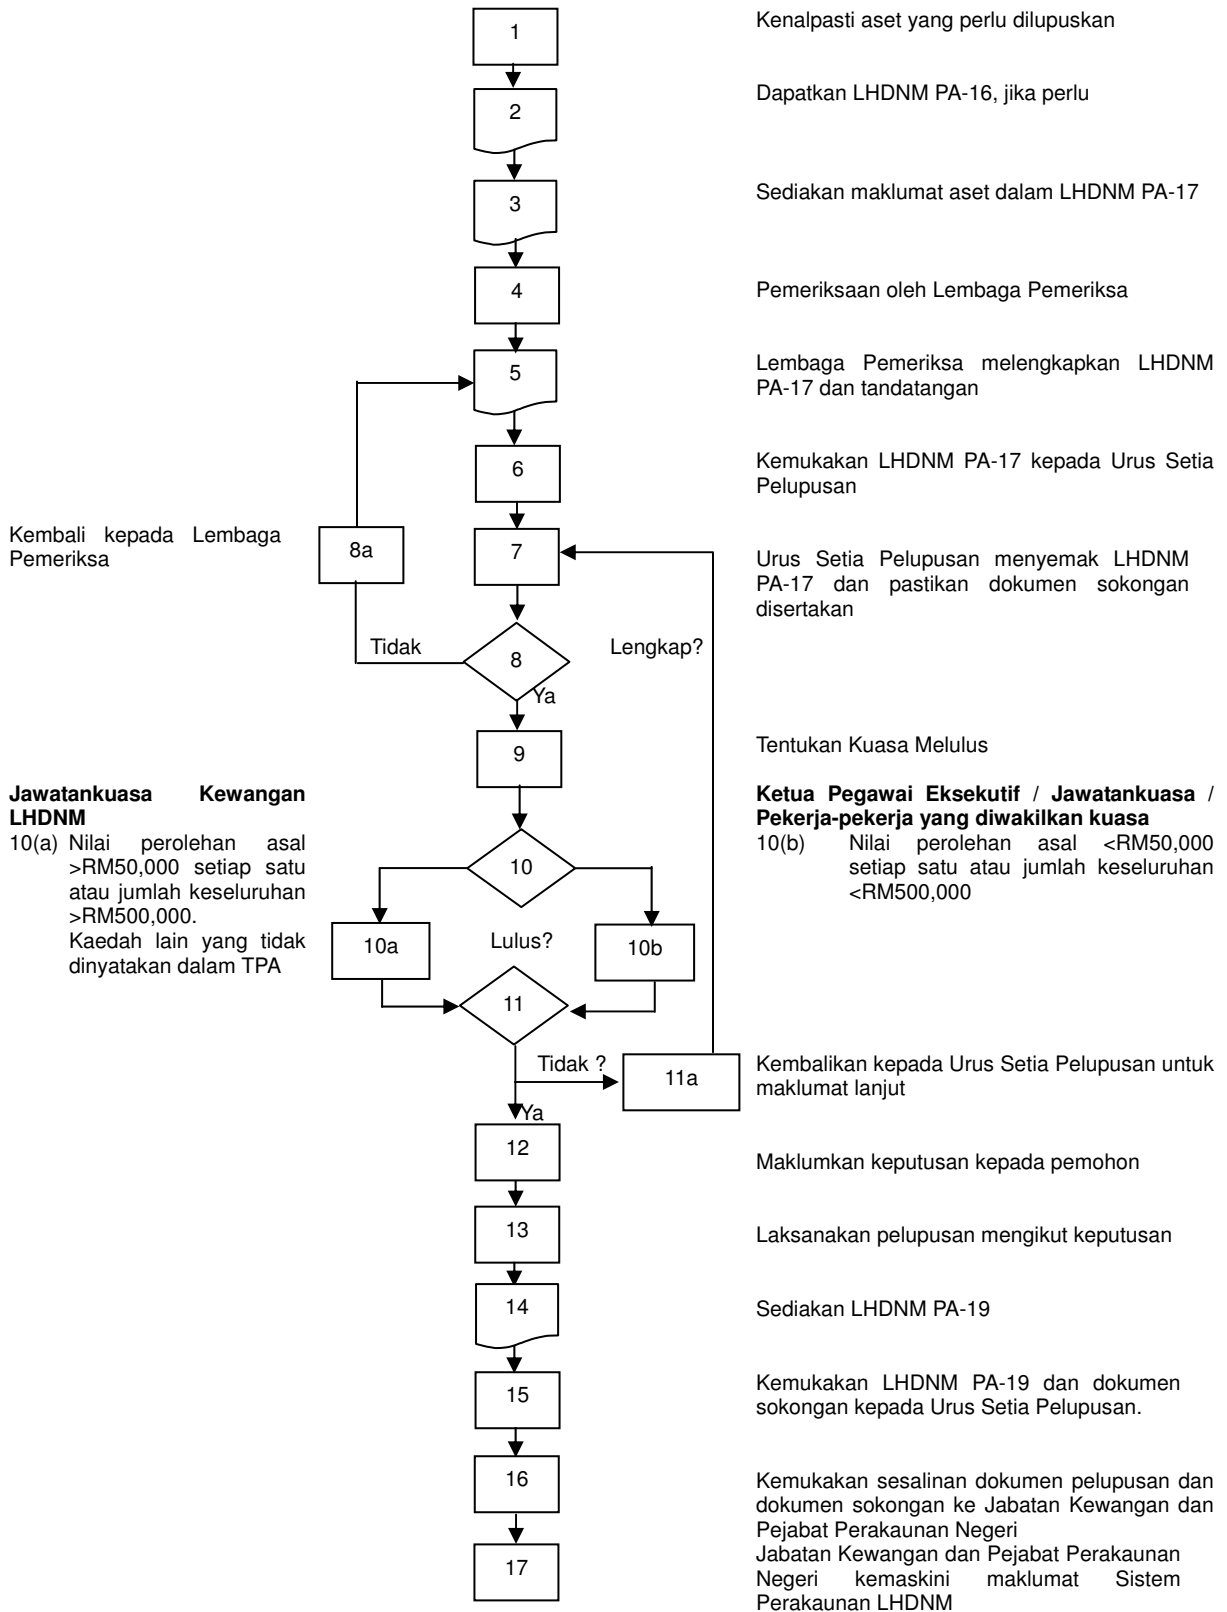 1
Kenalpasti aset yang perlu dilupuskan
2
Dapatkan LHDNM PA-16, jika perlu
3
Sediakan maklumat aset dalam LHDNM PA-17
4
Pemeriksaan oleh Lembaga Pemeriksa
5
Lembaga Pemeriksa melengkapkan LHDNM
PA-17 dan tandatangan
6
Kemukakan LHDNM PA-17 kepada Urus Setia
Pelupusan
Kembali kepada Lembaga
Pemeriksa
8a
7
Urus Setia Pelupusan menyemak LHDNM
PA-17 dan pastikan dokumen sokongan
disertakan
Tidak
8
Lengkap?
Ya
9
Tentukan Kuasa Melulus
Jawatankuasa Kewangan
LHDNM
10(a) Nilai perolehan asal
>RM50,000 setiap satu
atau jumlah keseluruhan
>RM500,000.
Kaedah lain yang tidak
dinyatakan dalam TPA
Ketua Pegawai Eksekutif / Jawatankuasa /
Pekerja-pekerja yang diwakilkan kuasa
10(b) Nilai perolehan asal <RM50,000
setiap satu atau jumlah keseluruhan
<RM500,000
10
10a
Lulus?
10b
11
Tidak ?
11a
Kembalikan kepada Urus Setia Pelupusan untuk
maklumat lanjut
Ya
12
Maklumkan keputusan kepada pemohon
13
Laksanakan pelupusan mengikut keputusan
14
Sediakan LHDNM PA-19
15
Kemukakan LHDNM PA-19 dan dokumen
sokongan kepada Urus Setia Pelupusan.
16
Kemukakan sesalinan dokumen pelupusan dan
dokumen sokongan ke Jabatan Kewangan dan
Pejabat Perakaunan Negeri
17
Jabatan Kewangan dan Pejabat Perakaunan
Negeri kemaskini maklumat Sistem
Perakaunan LHDNM